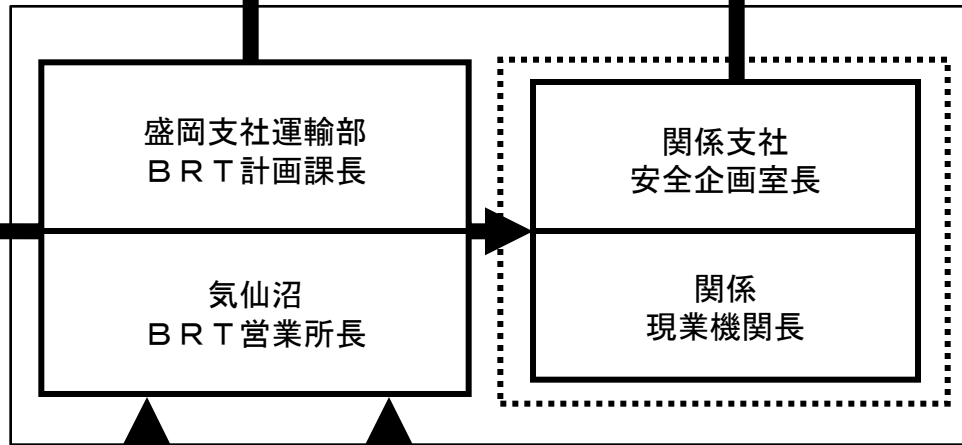 盛岡支社運輸部
ＢＲＴ計画課長
気仙沼
ＢＲＴ営業所長
関係支社
安全企画室長
関係
現業機関長